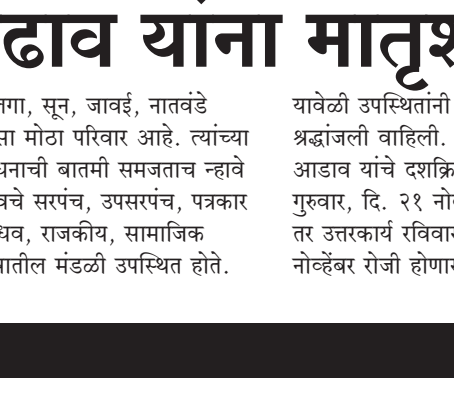 ढाव यांना मातृश
लगा, सून, जावई, नातवंडे
सा मोठा परिवार आहे. त्यांच्या
धनाची बातमी समजताच न्हावे
वचे सरपंच, उपसरपंच, पत्रकार
धव, राजकीय, सामाजिक
त्रातील मंडळी उपस्थित होते.
यावेळी उपस्थितांनी
श्रद्धांजली वाहिली.
आडाव यांचे दशक्रि
गुरुवार, दि. २१ नो
तर उत्तरकार्य रविवार
नोव्हेंबर रोजी होणार